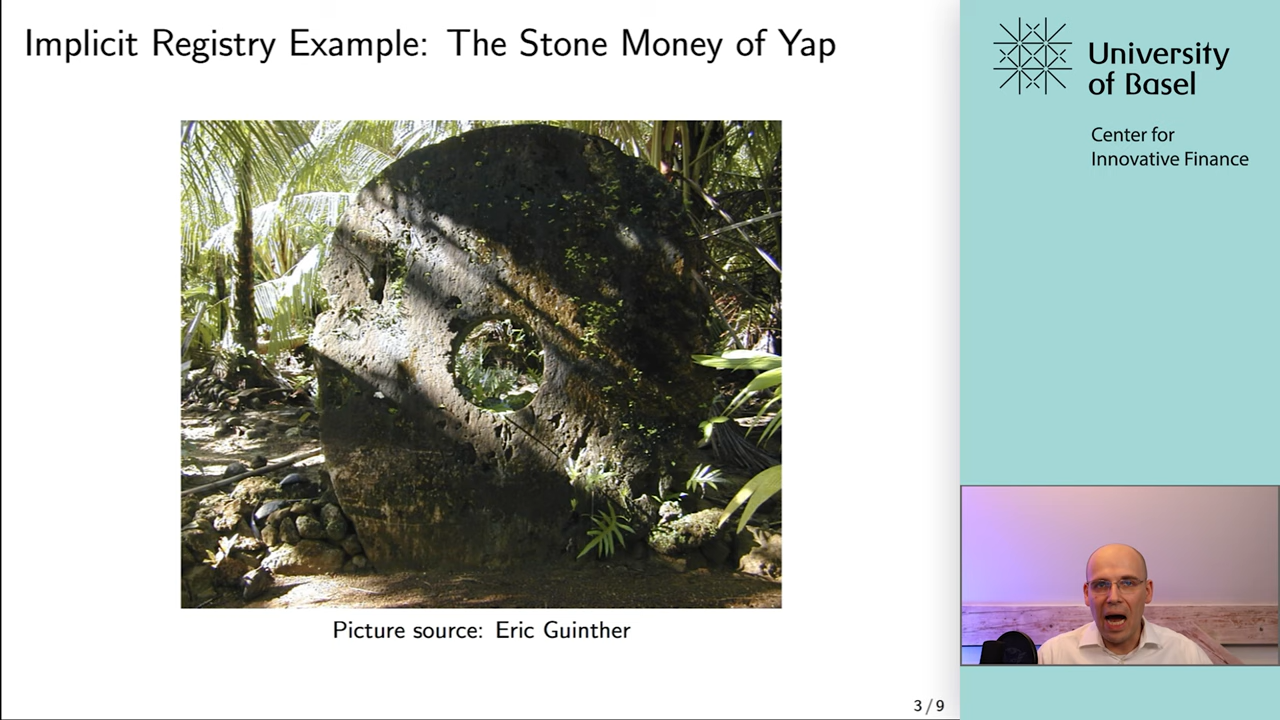 Implicit Registry Example: The Stone Money of Yap
Picture source: Eric Guinther
3 / 9
University
of Basel
Center for
Innovative Finance